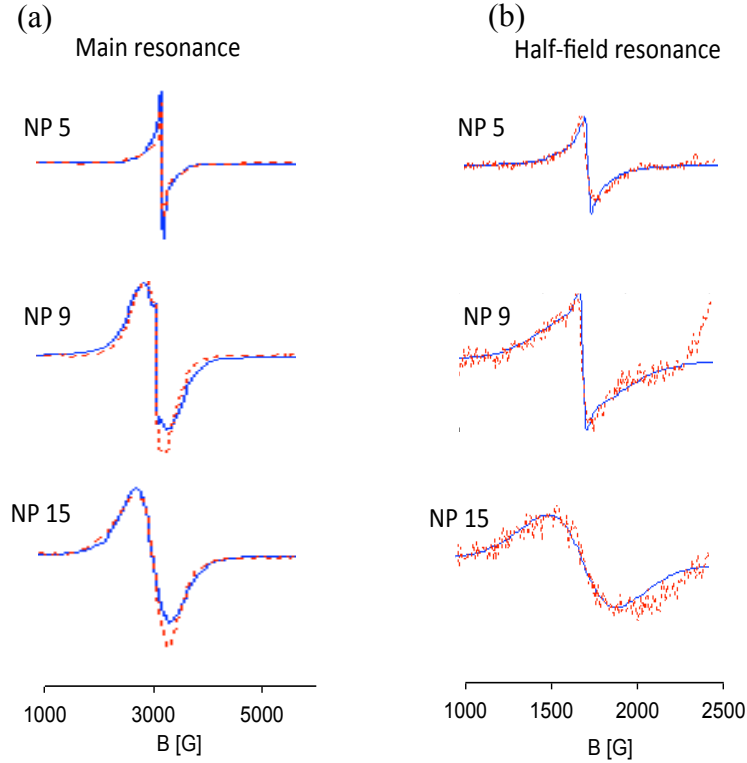 (a)
Main resonance
NP 5
NP 9
NP 15
1000 3000 5000
B [G]
(b)
Half-field resonance
NP 5
NP 9
NP 15
1000 1500 2000 2500
B [G]